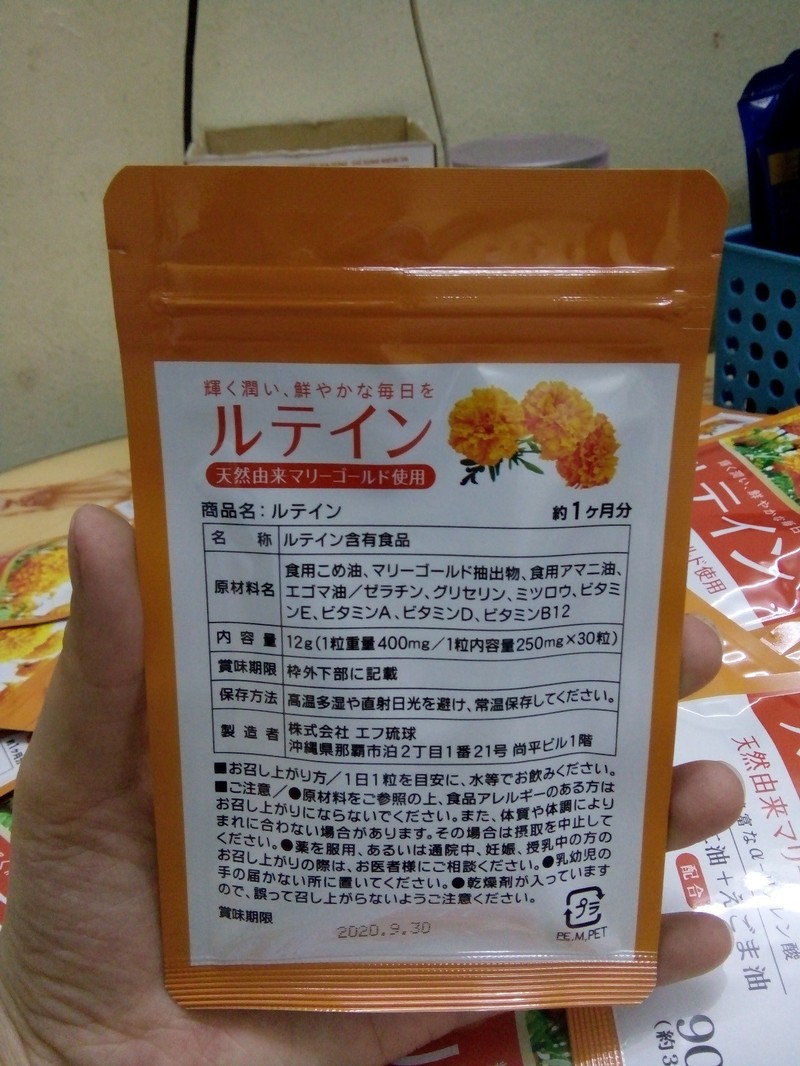 輝く潤い、鮮やかな毎日を
ルテイン
天然由来マリーゴールド使用
商品名：ルテイン 約1ヶ月分
名称 ルテイン含有食品
原材料名 食用こめ油、マリーゴールド抽出物、食用アマニ油、
エゴマ油／ゼラチン、グリセリン、ミツロウ、ビタミ
ンE、ビタミンA、ビタミンD、ビタミンB12
内容量 12g(1粒重量400mg／1粒内容量250mg×30粒)
賞味期限 枠外下部に記載
保存方法 高温多湿や直射日光を避け、常温保存してください。
製造者 株式会社 エフ琉球
沖縄県那覇市泊2丁目1番21号 尚平ビル1階
■お召し上がり方／1日1粒を目安に、水等でお飲みください。
■ご注意／●原材料をご参照の上、食品アレルギーのある方は
お召し上がりにならないでください。また、体質や体調により
まれに合わない場合があります。その場合は摂取を中止して
ください。●薬を服用、あるいは通院中、妊娠、授乳中の方の
お召し上がりの際は、お医者様にご相談ください。●乳幼児の
手の届かない所に置いてください。●乾燥剤が入っています
ので、誤って召し上がらないようご注意ください。
賞味期限 2020.9.30
プラ
PE,M,PET
輝く潤い、鮮やかな毎日
ルテイン
ルド使用
天然由来マリ
配合
油＋えごま油
90
(約3